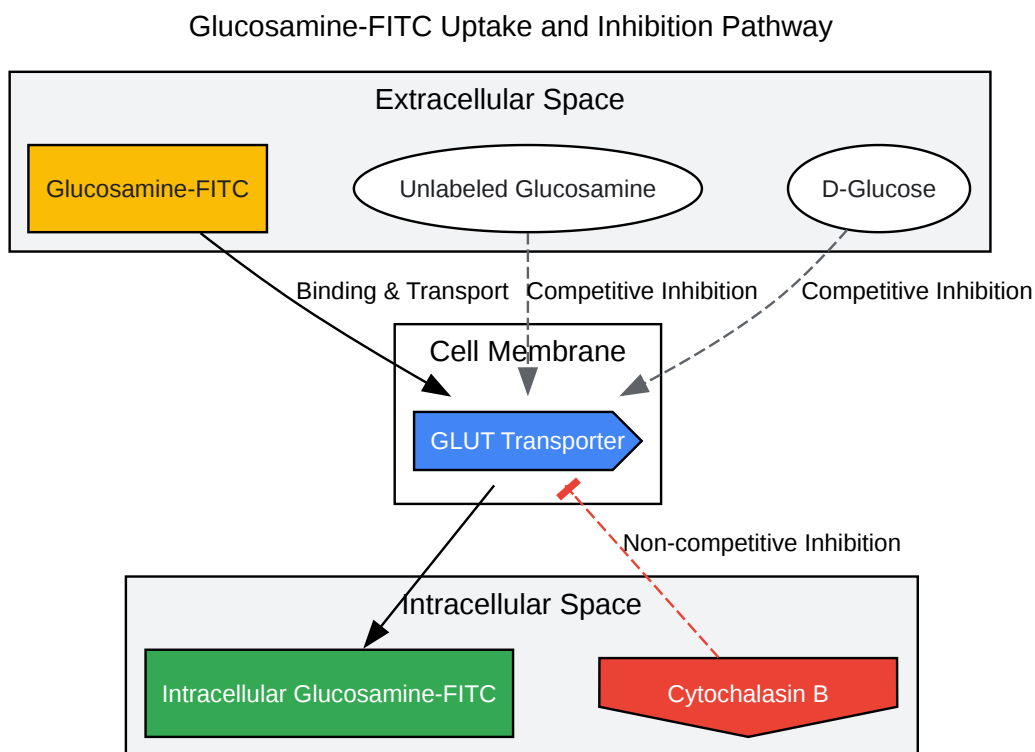 Glucosamine-FITC Uptake and Inhibition Pathway
Extracellular Space
Glucosamine-FITC
Unlabeled Glucosamine
D-Glucose
Binding & Transport
Competitive Inhibition
Competitive Inhibition
Cell Membrane
GLUT Transporter
Non-competitive Inhibition
Intracellular Space
Intracellular Glucosamine-FITC
Cytochalasin B